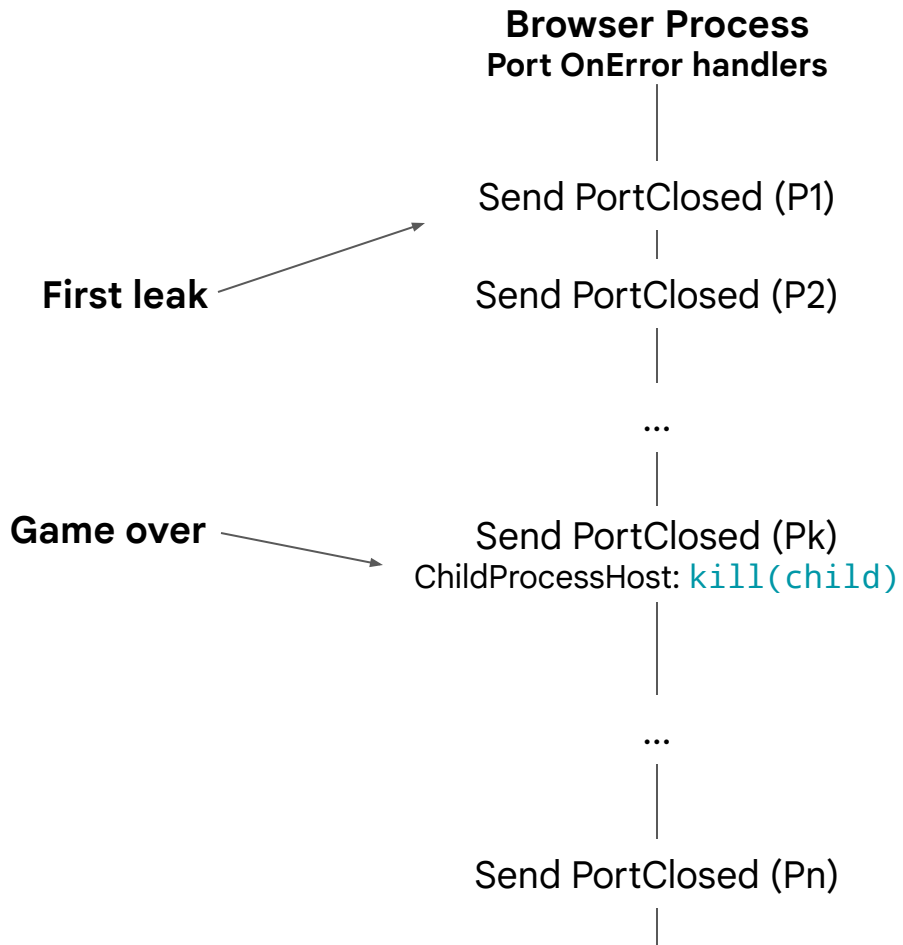 Browser Process
Port OnError handlers
Send PortClosed (P1)
First leak
Send PortClosed (P2)
...
Game over
Send PortClosed (Pk)
ChildProcessHost: kill(child)
...
Send PortClosed (Pn)